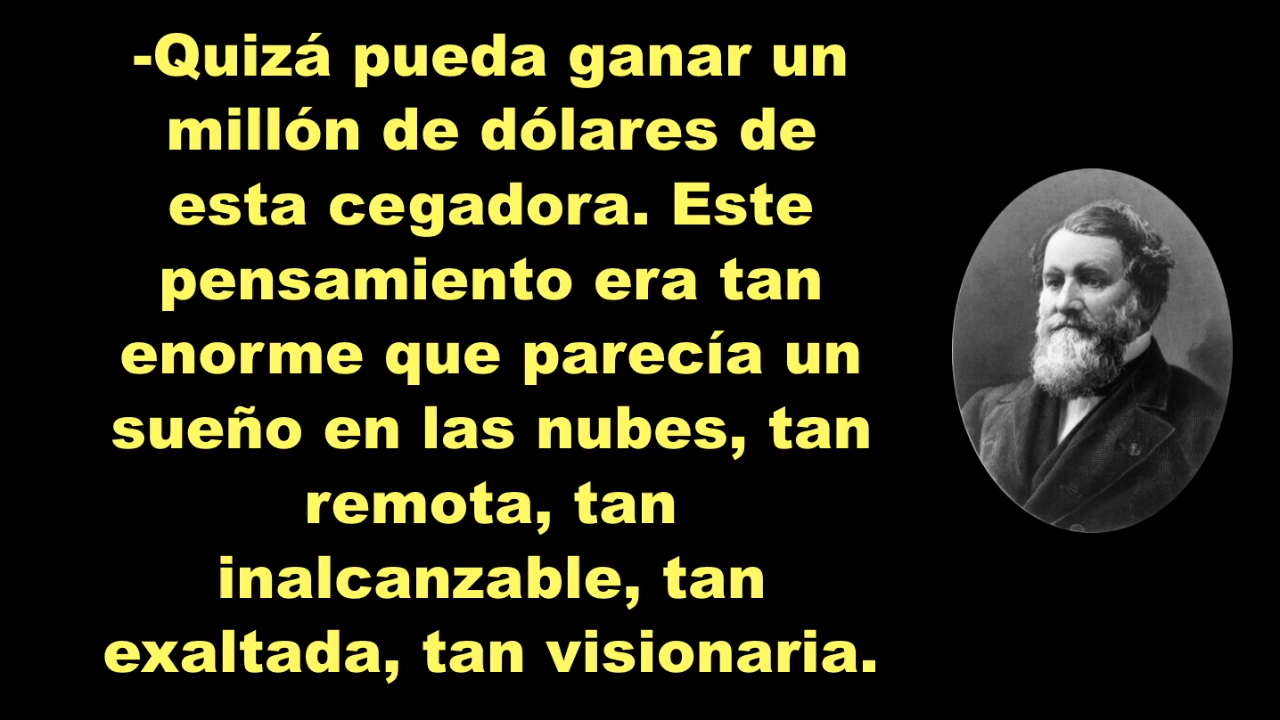 -Quizá pueda ganar un
millón de dólares de
esta cegadora. Este
pensamiento era tan
enorme que parecía un
sueño en las nubes, tan
remota, tan
inalcanzable, tan
exaltada, tan visionaria.